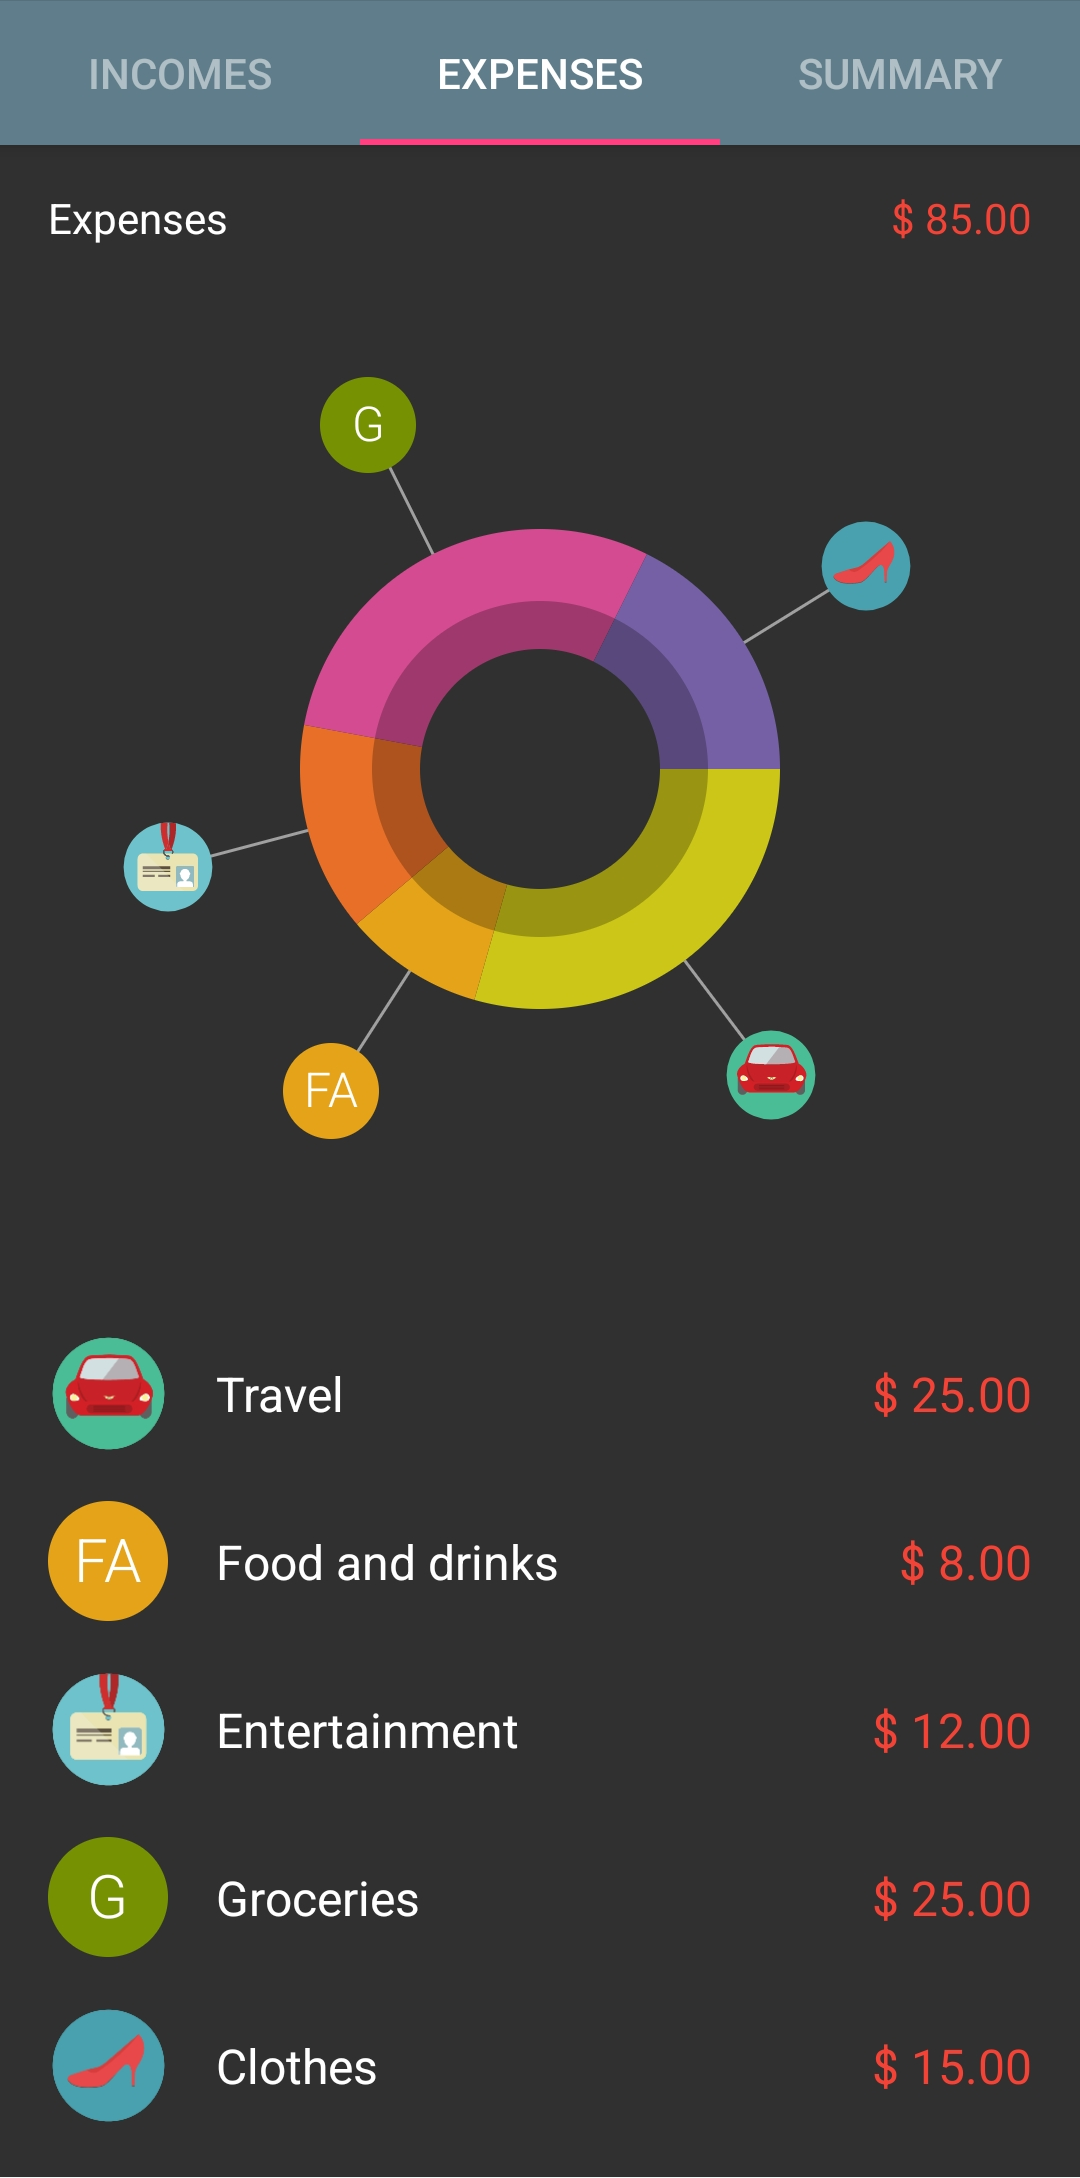 INCOMES EXPENSES SUMMARY
Expenses $ 85.00
G
FA
Travel $ 25.00
FA Food and drinks $ 8.00
Entertainment $ 12.00
G Groceries $ 25.00
Clothes $ 15.00